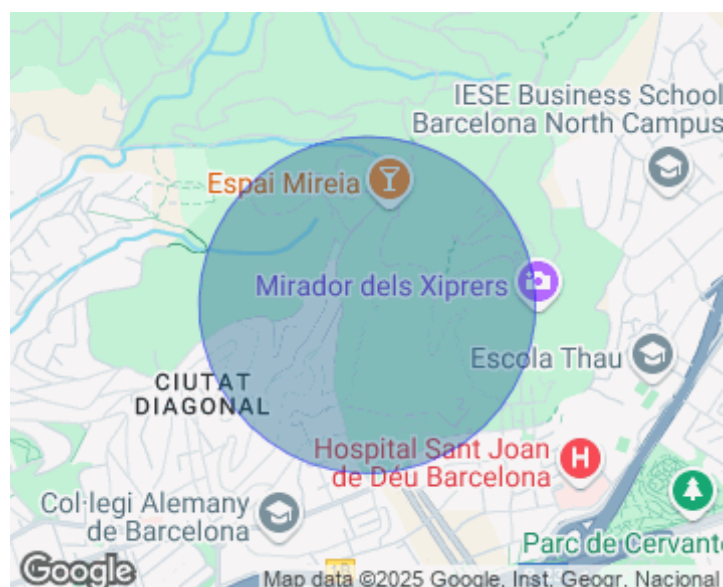 IESE Business School
Barcelona North Campus
Espai Mireia
Mirador dels Xiprers
Escola Thau
CIUTAT
DIAGONAL
Hospital Sant Joan
de Déu Barcelona
Col·legi Alemany
de Barcelona
Parc de Cervante
Google
Map data ©2025 Google, Inst. Geogr. Nacional